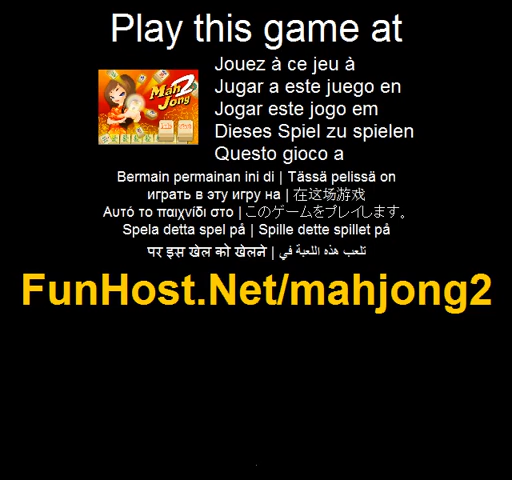 Play this game at
Mah Jong 2
Jouez à ce jeu à
Jugar a este juego en
Jogar este jogo em
Dieses Spiel zu spielen
Questo gioco a
Bermain permainan ini di | Tässä pelissä on
играть в эту игру на | 在这场游戏
Αυτό το παιχνίδι στο | このゲームをプレイします。
Spela detta spel på | Spille dette spillet på
पर इस खेल को खेलने | تلعب هذه اللعبة في
FunHost.Net/mahjong2